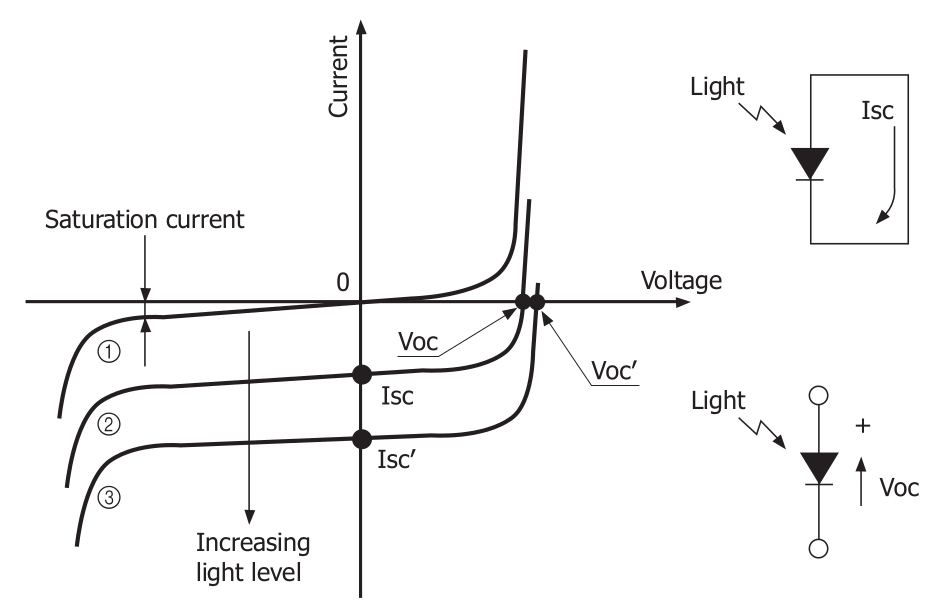 Current
Light
Isc
Saturation current
0
Voltage
①
Voc
Voc′
②
Isc
Light
+
Isc′
③
Voc
Increasing
light level